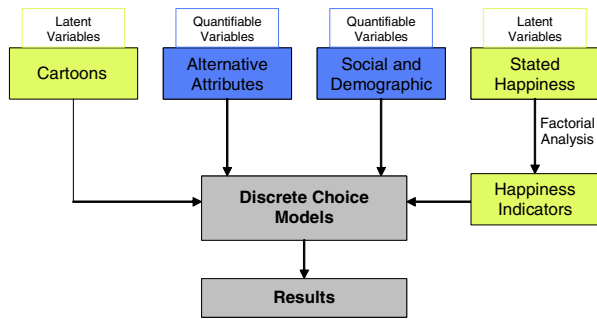 Latent
Variables
Cartoons
Quantifiable
Variables
Alternative
Attributes
Quantifiable
Variables
Social and
Demographic
Latent
Variables
Stated
Happiness
Factorial
Analysis
Happiness
Indicators
Discrete Choice
Models
Results